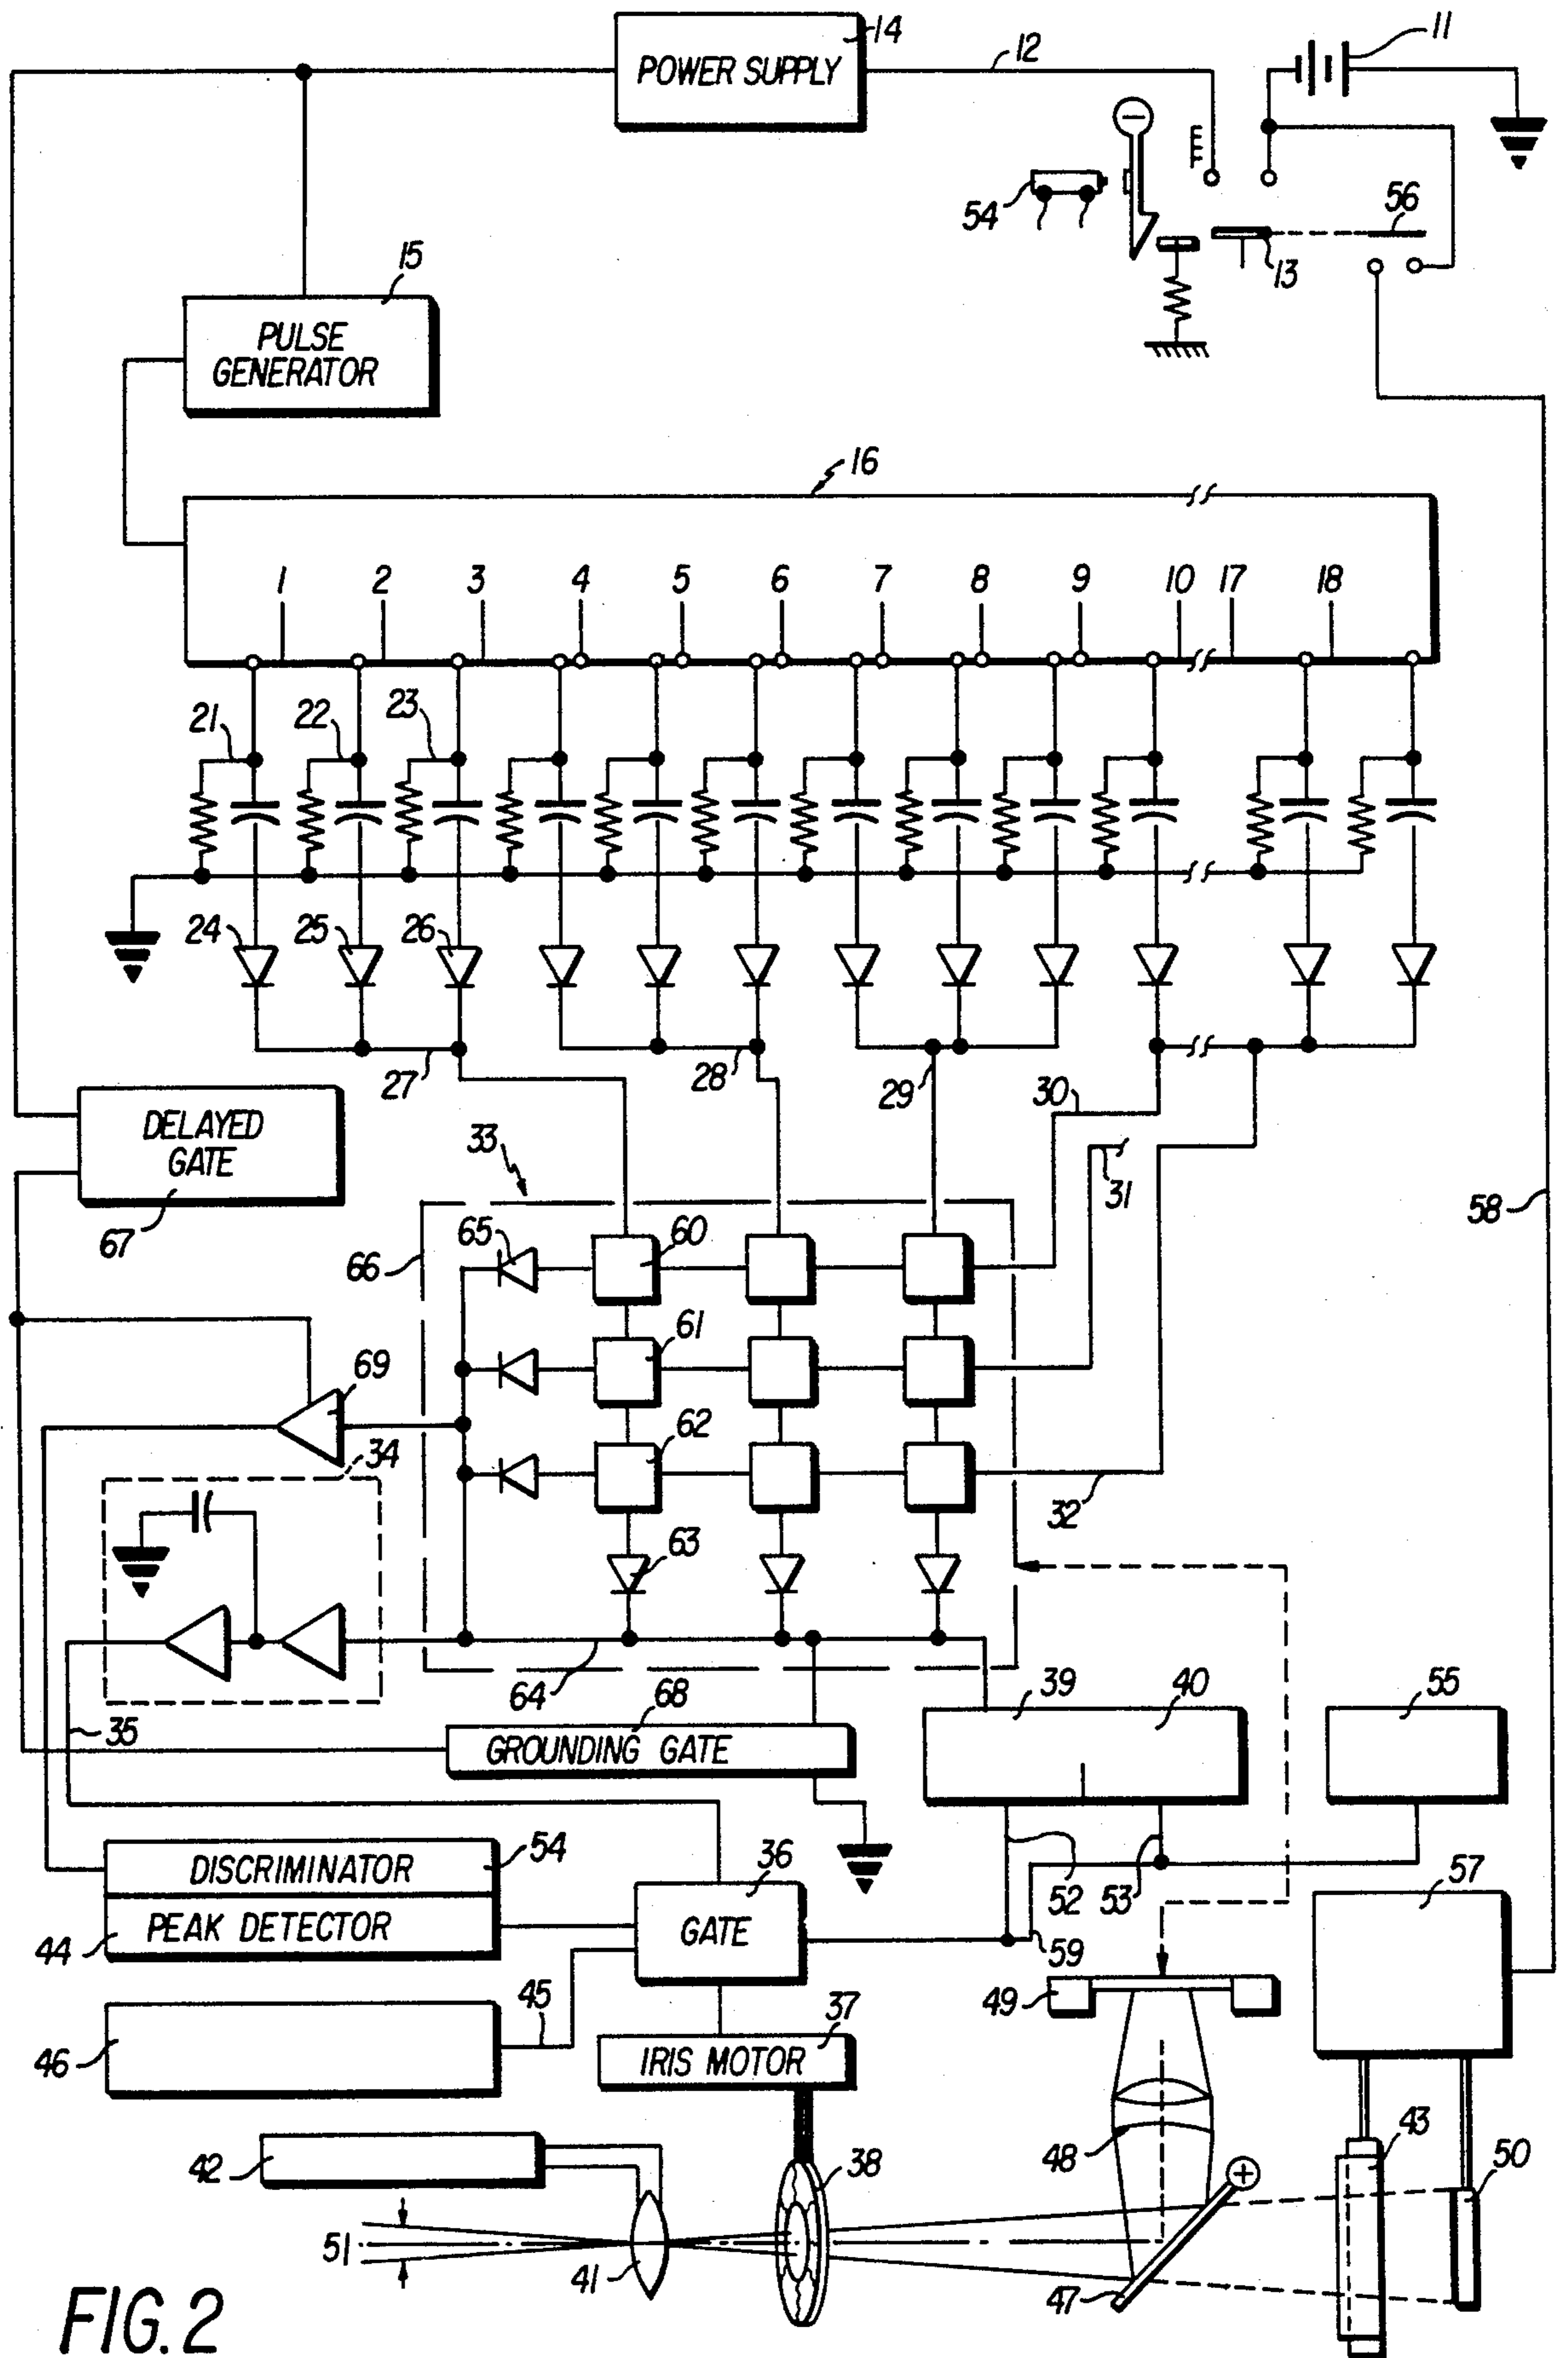 14
POWER SUPPLY
12
11
54
56
13
15
PULSE
GENERATOR
16
1 2 3 4 5 6 7 8 9 10 17 18
21 22 23
24 25 26
27 28 29 30
DELAYED
GATE
67
33
31
58
65 60
66
61
69
34
62
32
63
64
35
68
GROUNDING GATE
39 40 55
DISCRIMINATOR 54
36
GATE
52 53
57
44 PEAK DETECTOR
59
45
49
46
37
IRIS MOTOR
42
48
43
38
50
51
41
47
FIG. 2